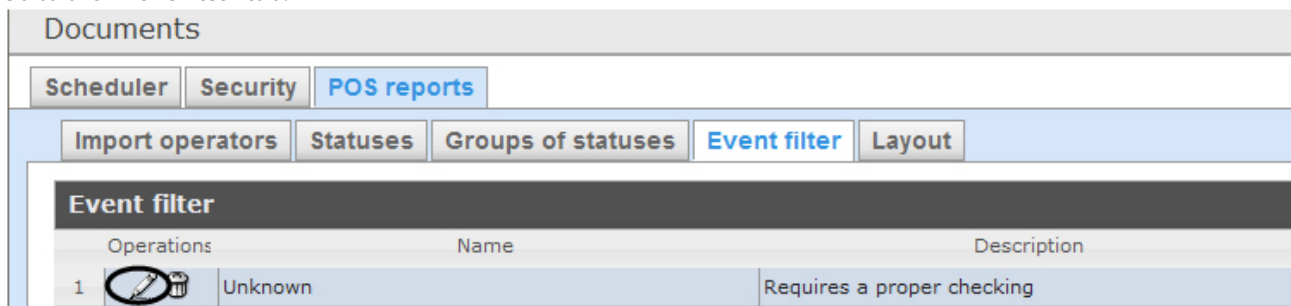 Documents
Scheduler Security POS reports
Import operators Statuses Groups of statuses Event filter Layout
Event filter
Operations Name Description
1 Unknown Requires a proper checking